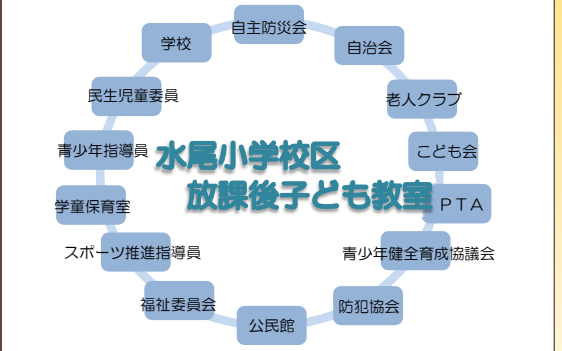 自主防災会
学校
自治会
民生児童委員
老人クラブ
青少年指導員
水尾小学校区
こども会
放課後子ども教室
学童保育室
PTA
スポーツ推進指導員
青少年健全育成協議会
福祉委員会
防犯協会
公民館